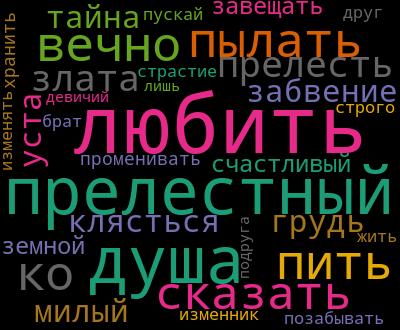 завещать
друг
тайна
пускай
хранить
вечно
пылать
злата
прелесть
страстие
лишь
забвение
девичий
изменять
уста
брат
любить
строго
променивать
счастливый
прелестный
клясться
грудь
земной
душа
подруга
жить
ко
пить
сказать
милый
изменник
позабывать